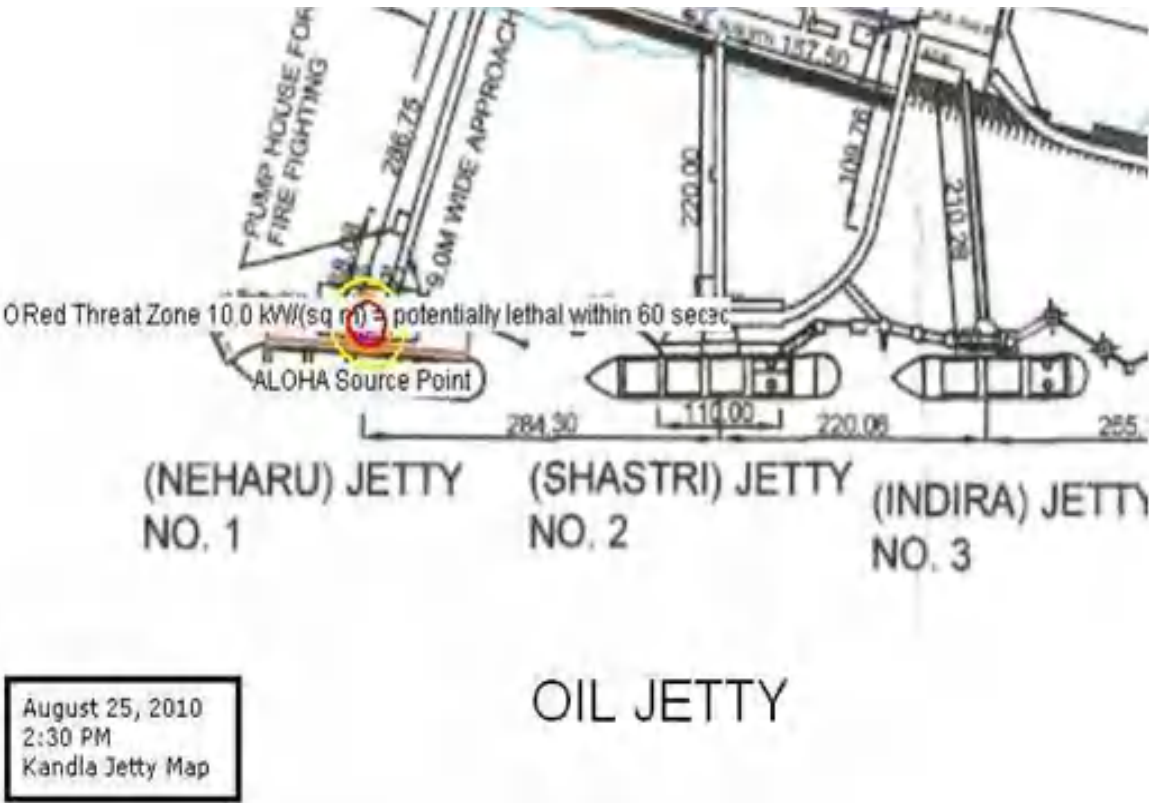 PUMP HOUSE FOR
FIRE FIGHTING
286.75
9.0M WIDE APPROACH
157.50
220.00
109.76
210.28
Red Threat Zone 10.0 kW/(sq m) = potentially lethal within 60 sec
ALOHA Source Point
284.30
110.00
220.08
(NEHARU) JETTY
NO. 1
(SHASTRI) JETTY
NO. 2
(INDIRA) JETTY
NO. 3
OIL JETTY
August 25, 2010
2:30 PM
Kandla Jetty Map